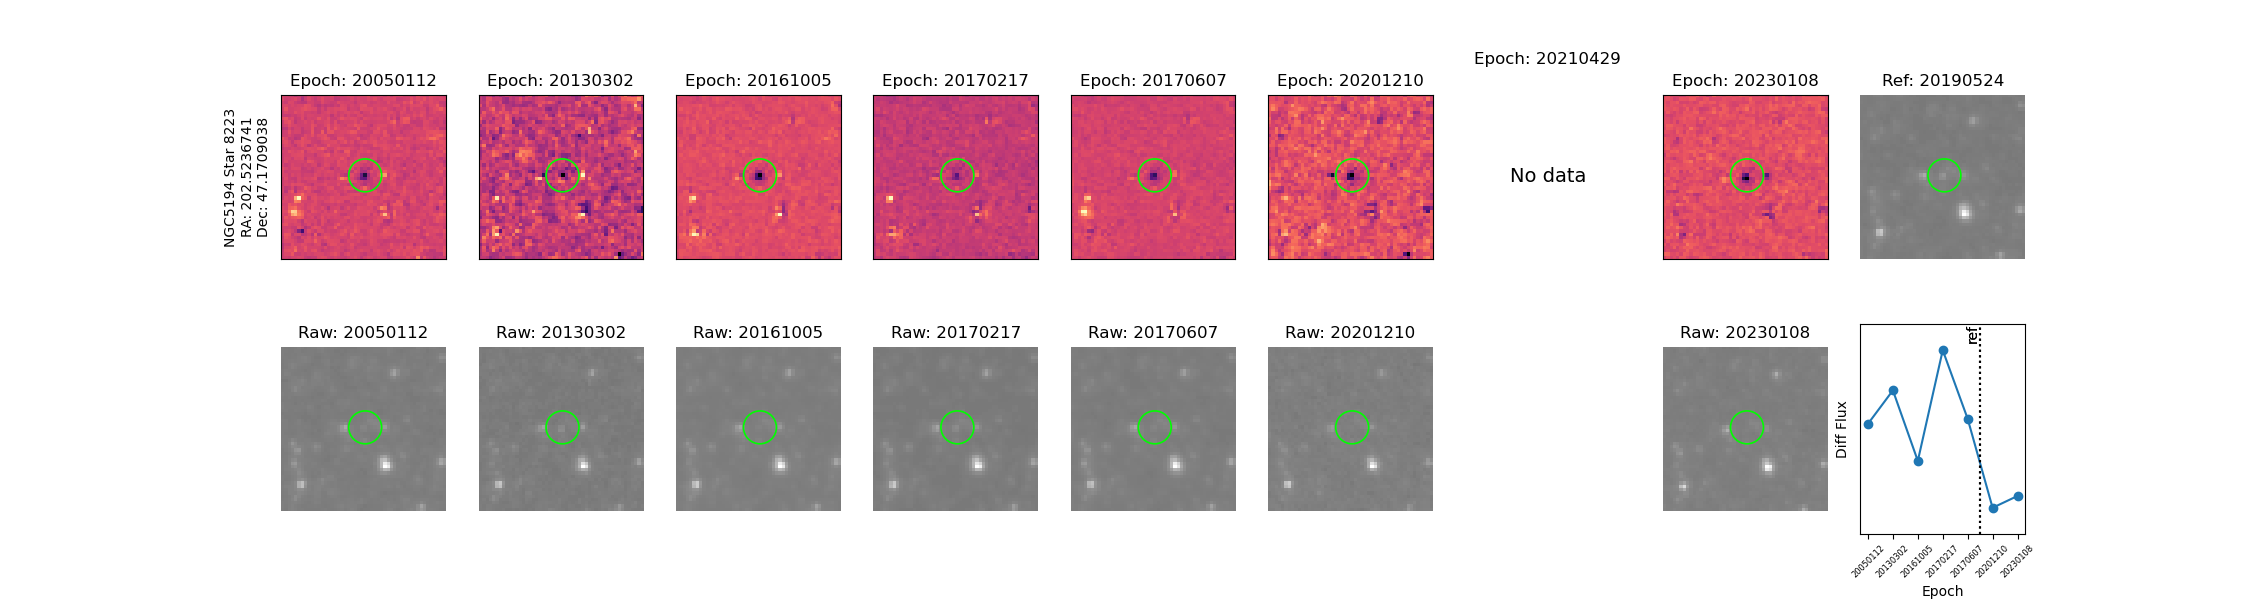 Epoch: 20210429
Epoch: 20050112
Epoch: 20130302
Epoch: 20161005
Epoch: 20170217
Epoch: 20170607
Epoch: 20201210
Epoch: 20230108
Ref: 20190524
NGC5194 Star 8223
RA: 202.5236741
Dec: 47.11709038
No data
Raw: 20050112
Raw: 20130302
Raw: 20161005
Raw: 20170217
Raw: 20170607
Raw: 20201210
Raw: 20230108
ref
Diff Flux
20050112
20130302
20161005
20170217
20170607
20201210
20230108
Epoch